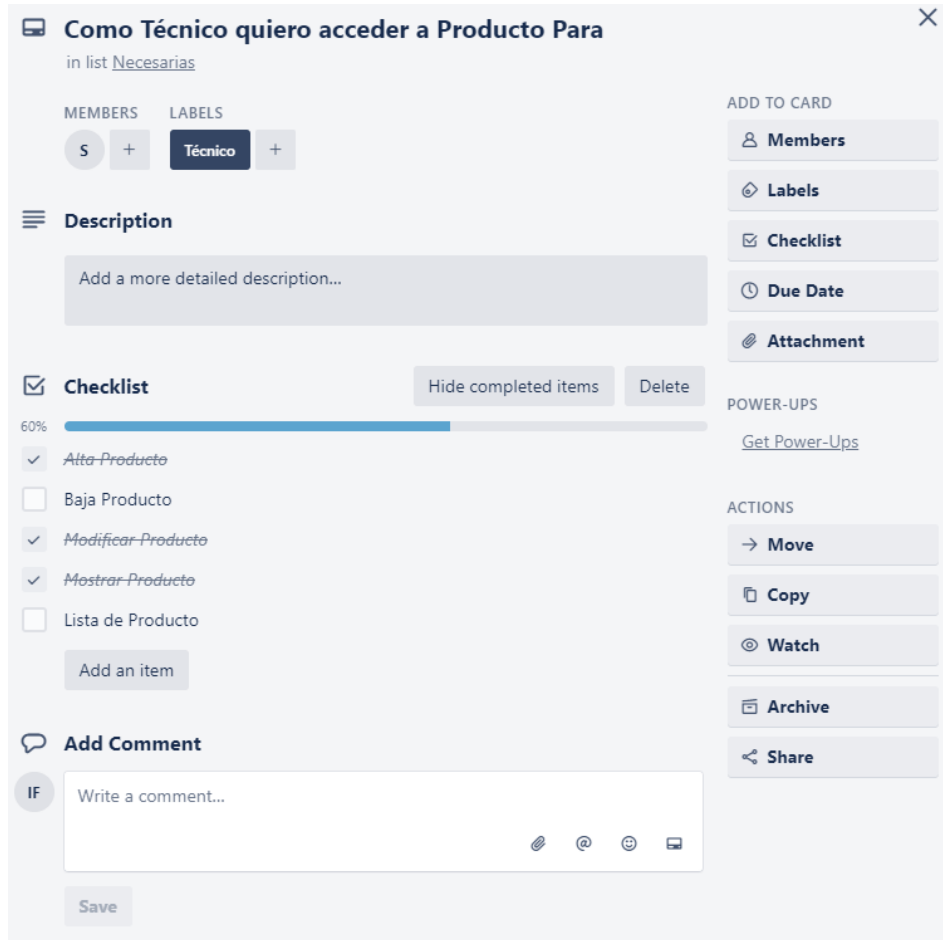 Como Técnico quiero acceder a Producto Para
in list Necesarias
MEMBERS LABELS
S + Técnico +
Description
Add a more detailed description...
Checklist Hide completed items Delete
60%
Alta Producto
Baja Producto
Modificar Producto
Mostrar Producto
Lista de Producto
Add an item
Add Comment
IF
Write a comment...
@
Save
ADD TO CARD
Members
Labels
Checklist
Due Date
Attachment
POWER-UPS
Get Power-Ups
ACTIONS
Move
Copy
Watch
Archive
Share